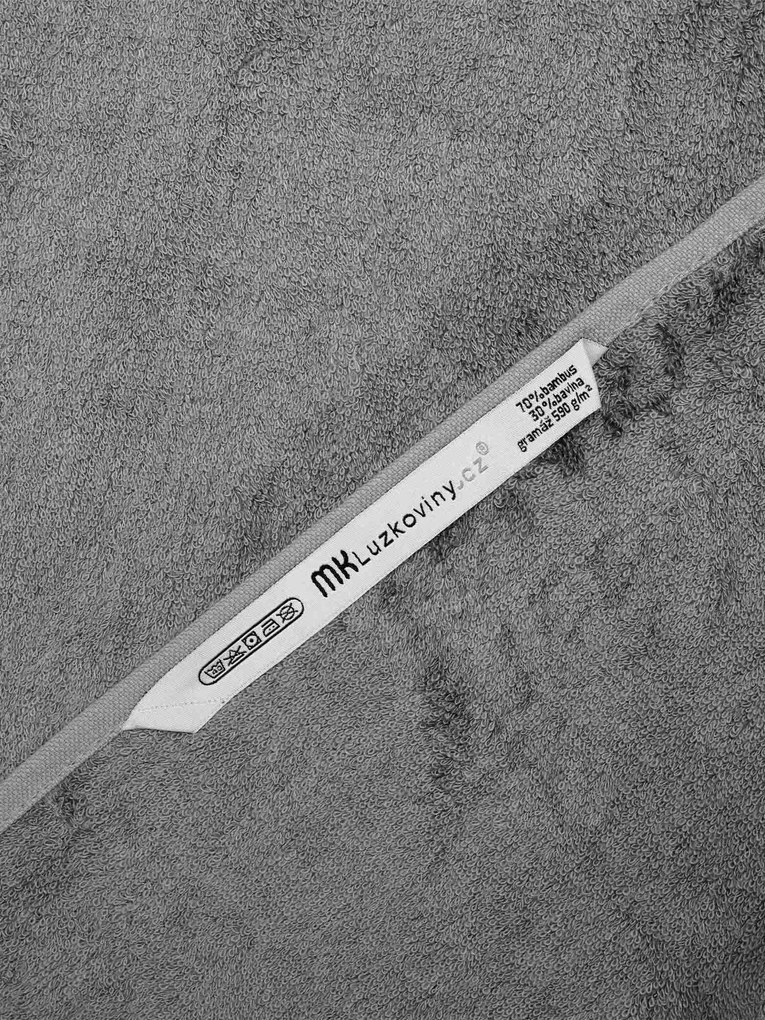 70%bambus
30%bavlna
gramáž 590 g/m²
MKLuzkoviny.cz®